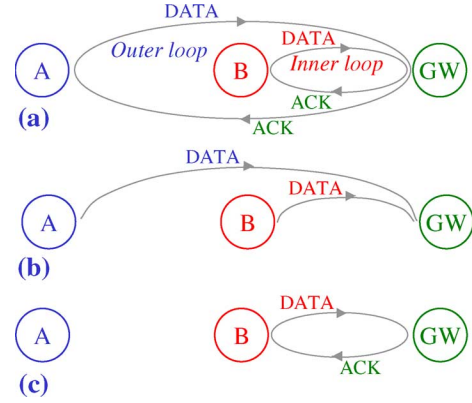 DATA
Outer loop
DATA
A
B
Inner loop
GW
ACK
(a)
ACK
DATA
DATA
A
B
GW
(b)
DATA
A
B
GW
ACK
(c)